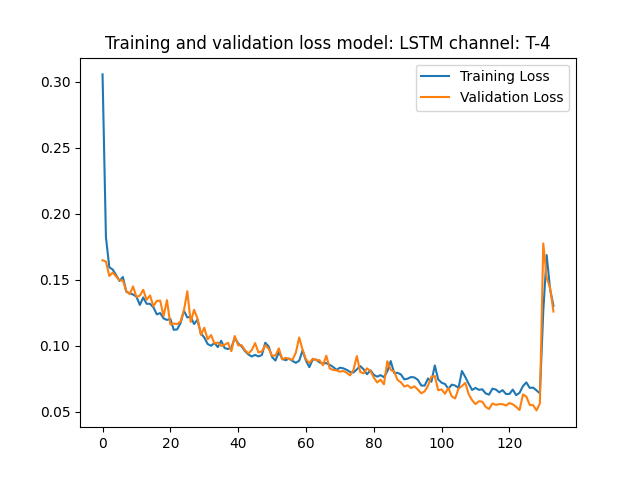 Training and validation loss model: LSTM channel: T-4
Training Loss
Validation Loss
0.30
0.25
0.20
0.15
0.10
0.05
0 20 40 60 80 100 120